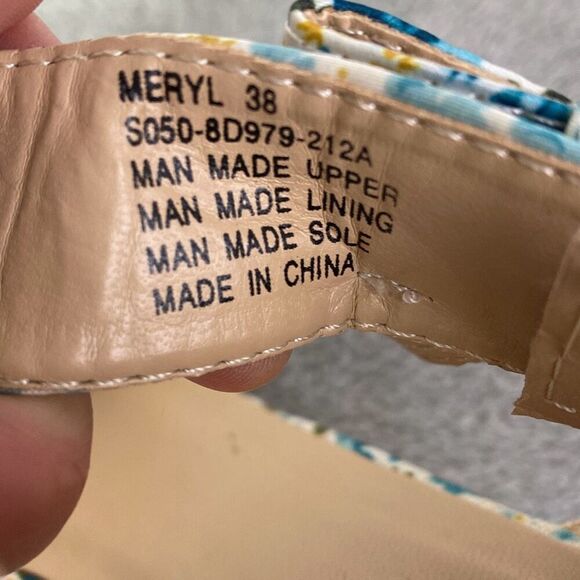 MERYL 38
S050-8D979-212A
MAN MADE UPPER
MAN MADE LINING
MAN MADE SOLE
MADE IN CHINA